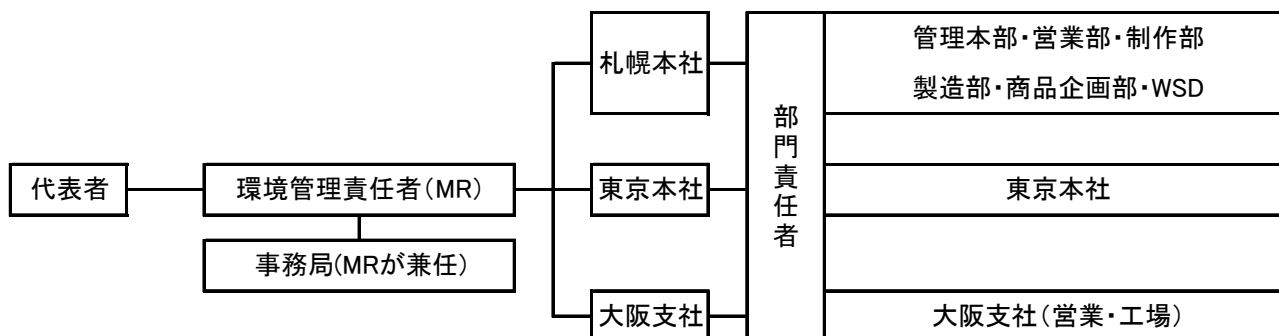 代表者
環境管理責任者(MR)
事務局(MRが兼任)
札幌本社
東京本社
大阪支社
部門責任者
管理本部・営業部・制作部
製造部・商品企画部・WSD
東京本社
大阪支社(営業・工場)